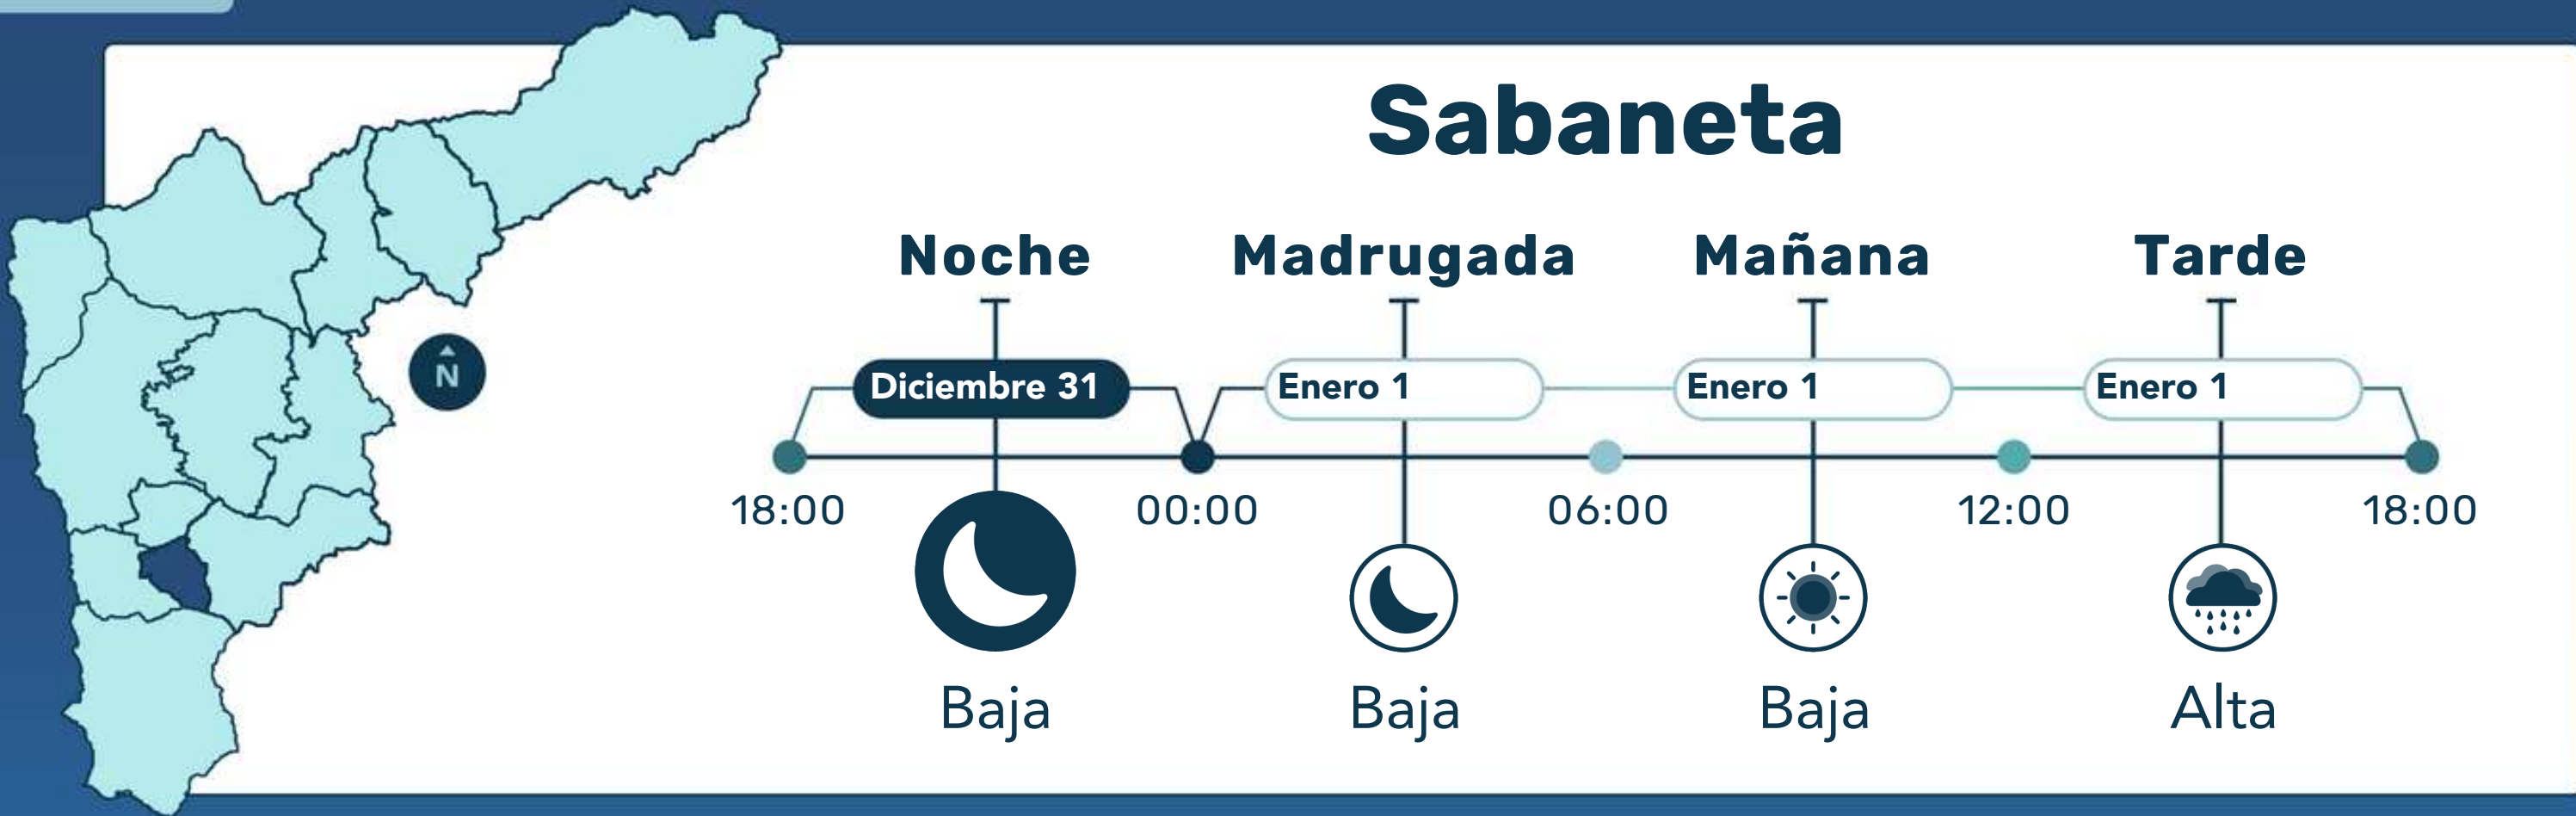 Sabaneta
Noche Madrugada Mañana Tarde
N
Diciembre 31 Enero 1 Enero 1 Enero 1
18:00 00:00 06:00 12:00 18:00
Baja Baja Baja Alta